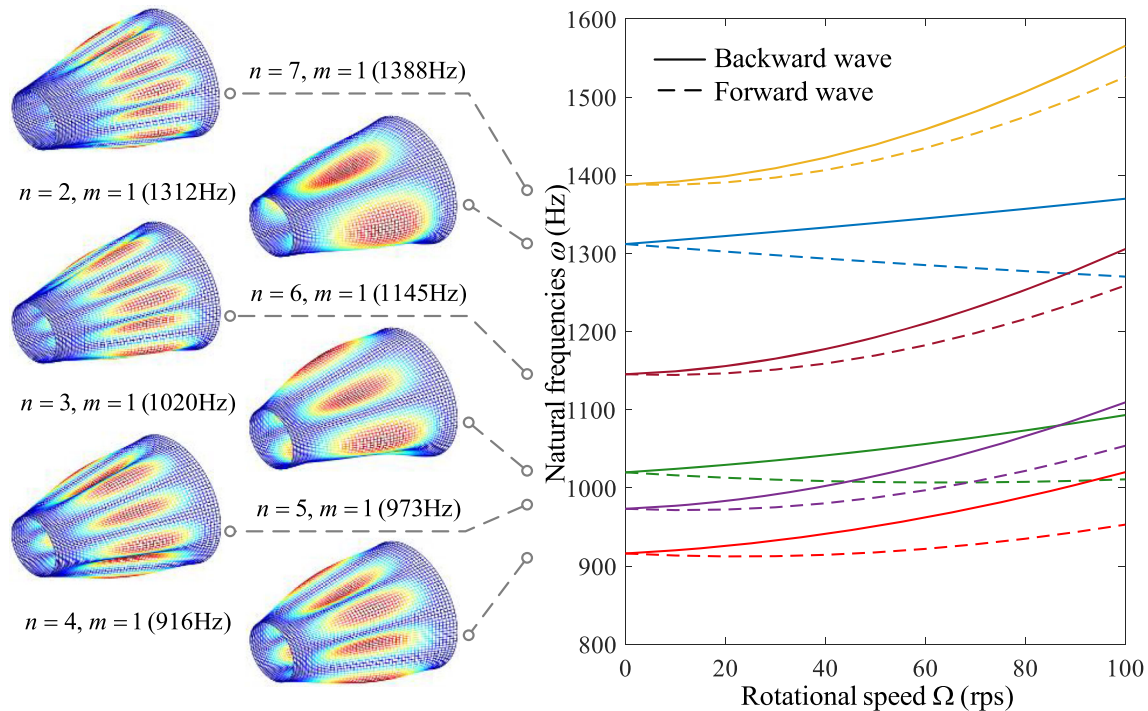 n = 7, m = 1 (1388Hz)
n = 2, m = 1 (1312Hz)
n = 6, m = 1 (1145Hz)
n = 3, m = 1 (1020Hz)
n = 5, m = 1 (973Hz)
n = 4, m = 1 (916Hz)
Natural frequencies ω (Hz)
1600
1500
1400
1300
1200
1100
1000
900
800
Backward wave
Forward wave
0 20 40 60 80 100
Rotational speed Ω (rps)